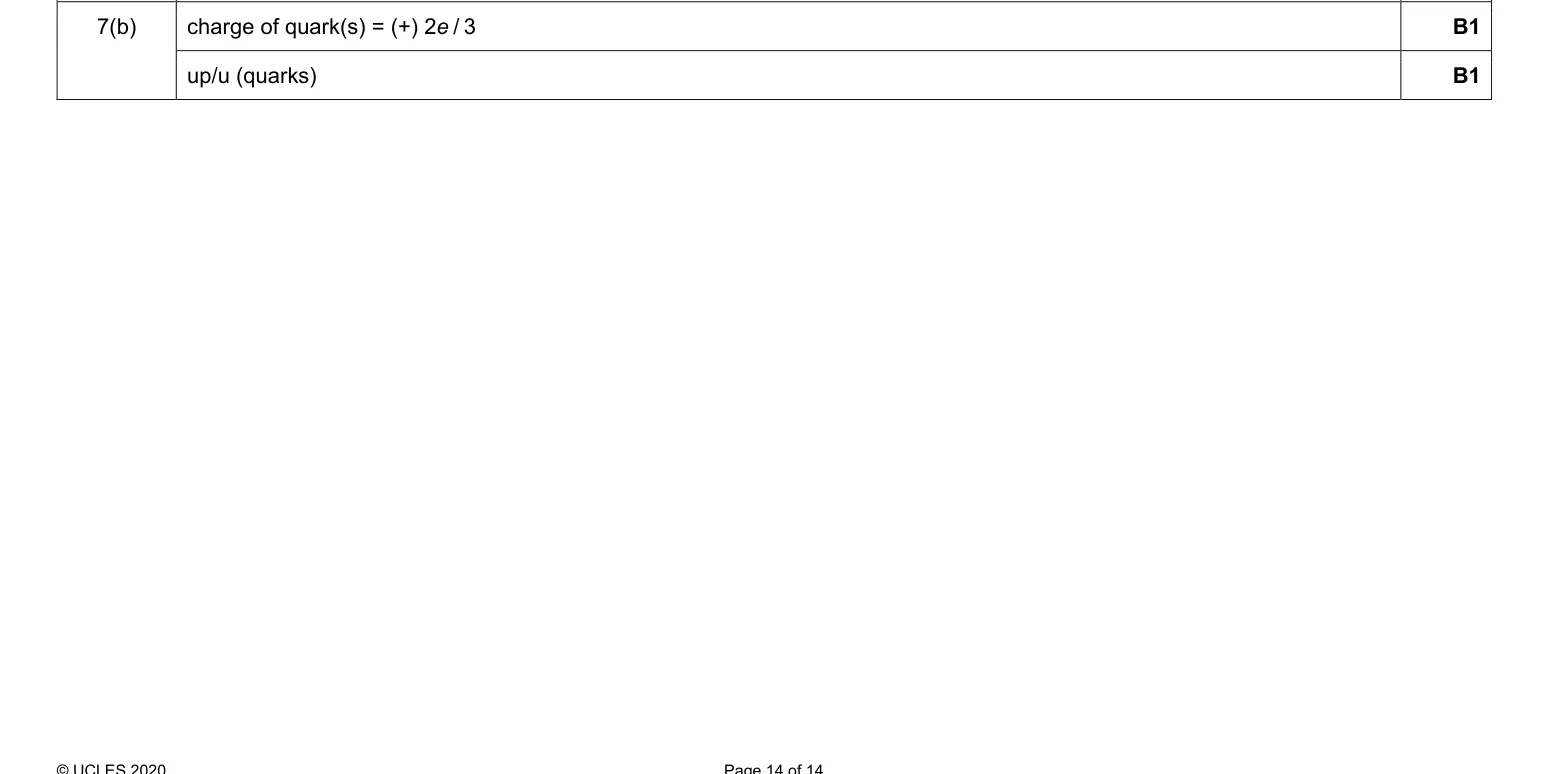 7(b) charge of quark(s) = (+) 2e / 3 B1
up/u (quarks) B1
© UCLES 2020 Page 14 of 14